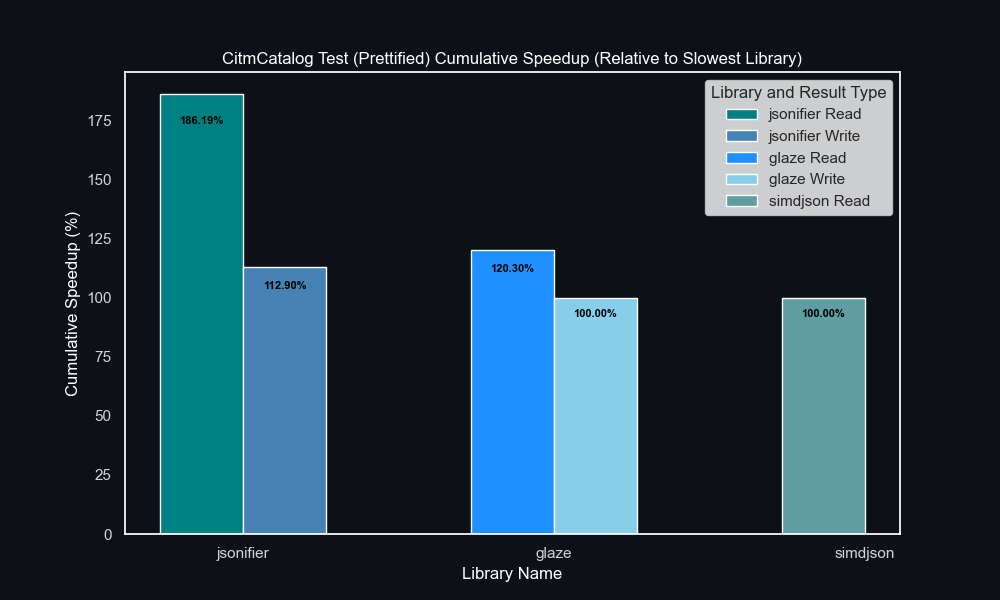 CitmCatalog Test (Prettified) Cumulative Speedup (Relative to Slowest Library)
Library and Result Type
jsonifier Read
jsonifier Write
glaze Read
glaze Write
simdjson Read
Cumulative Speedup (%)
175
150
125
100
75
50
25
0
186.19%
112.90%
120.30%
100.00%
100.00%
jsonifier
glaze
simdjson
Library Name